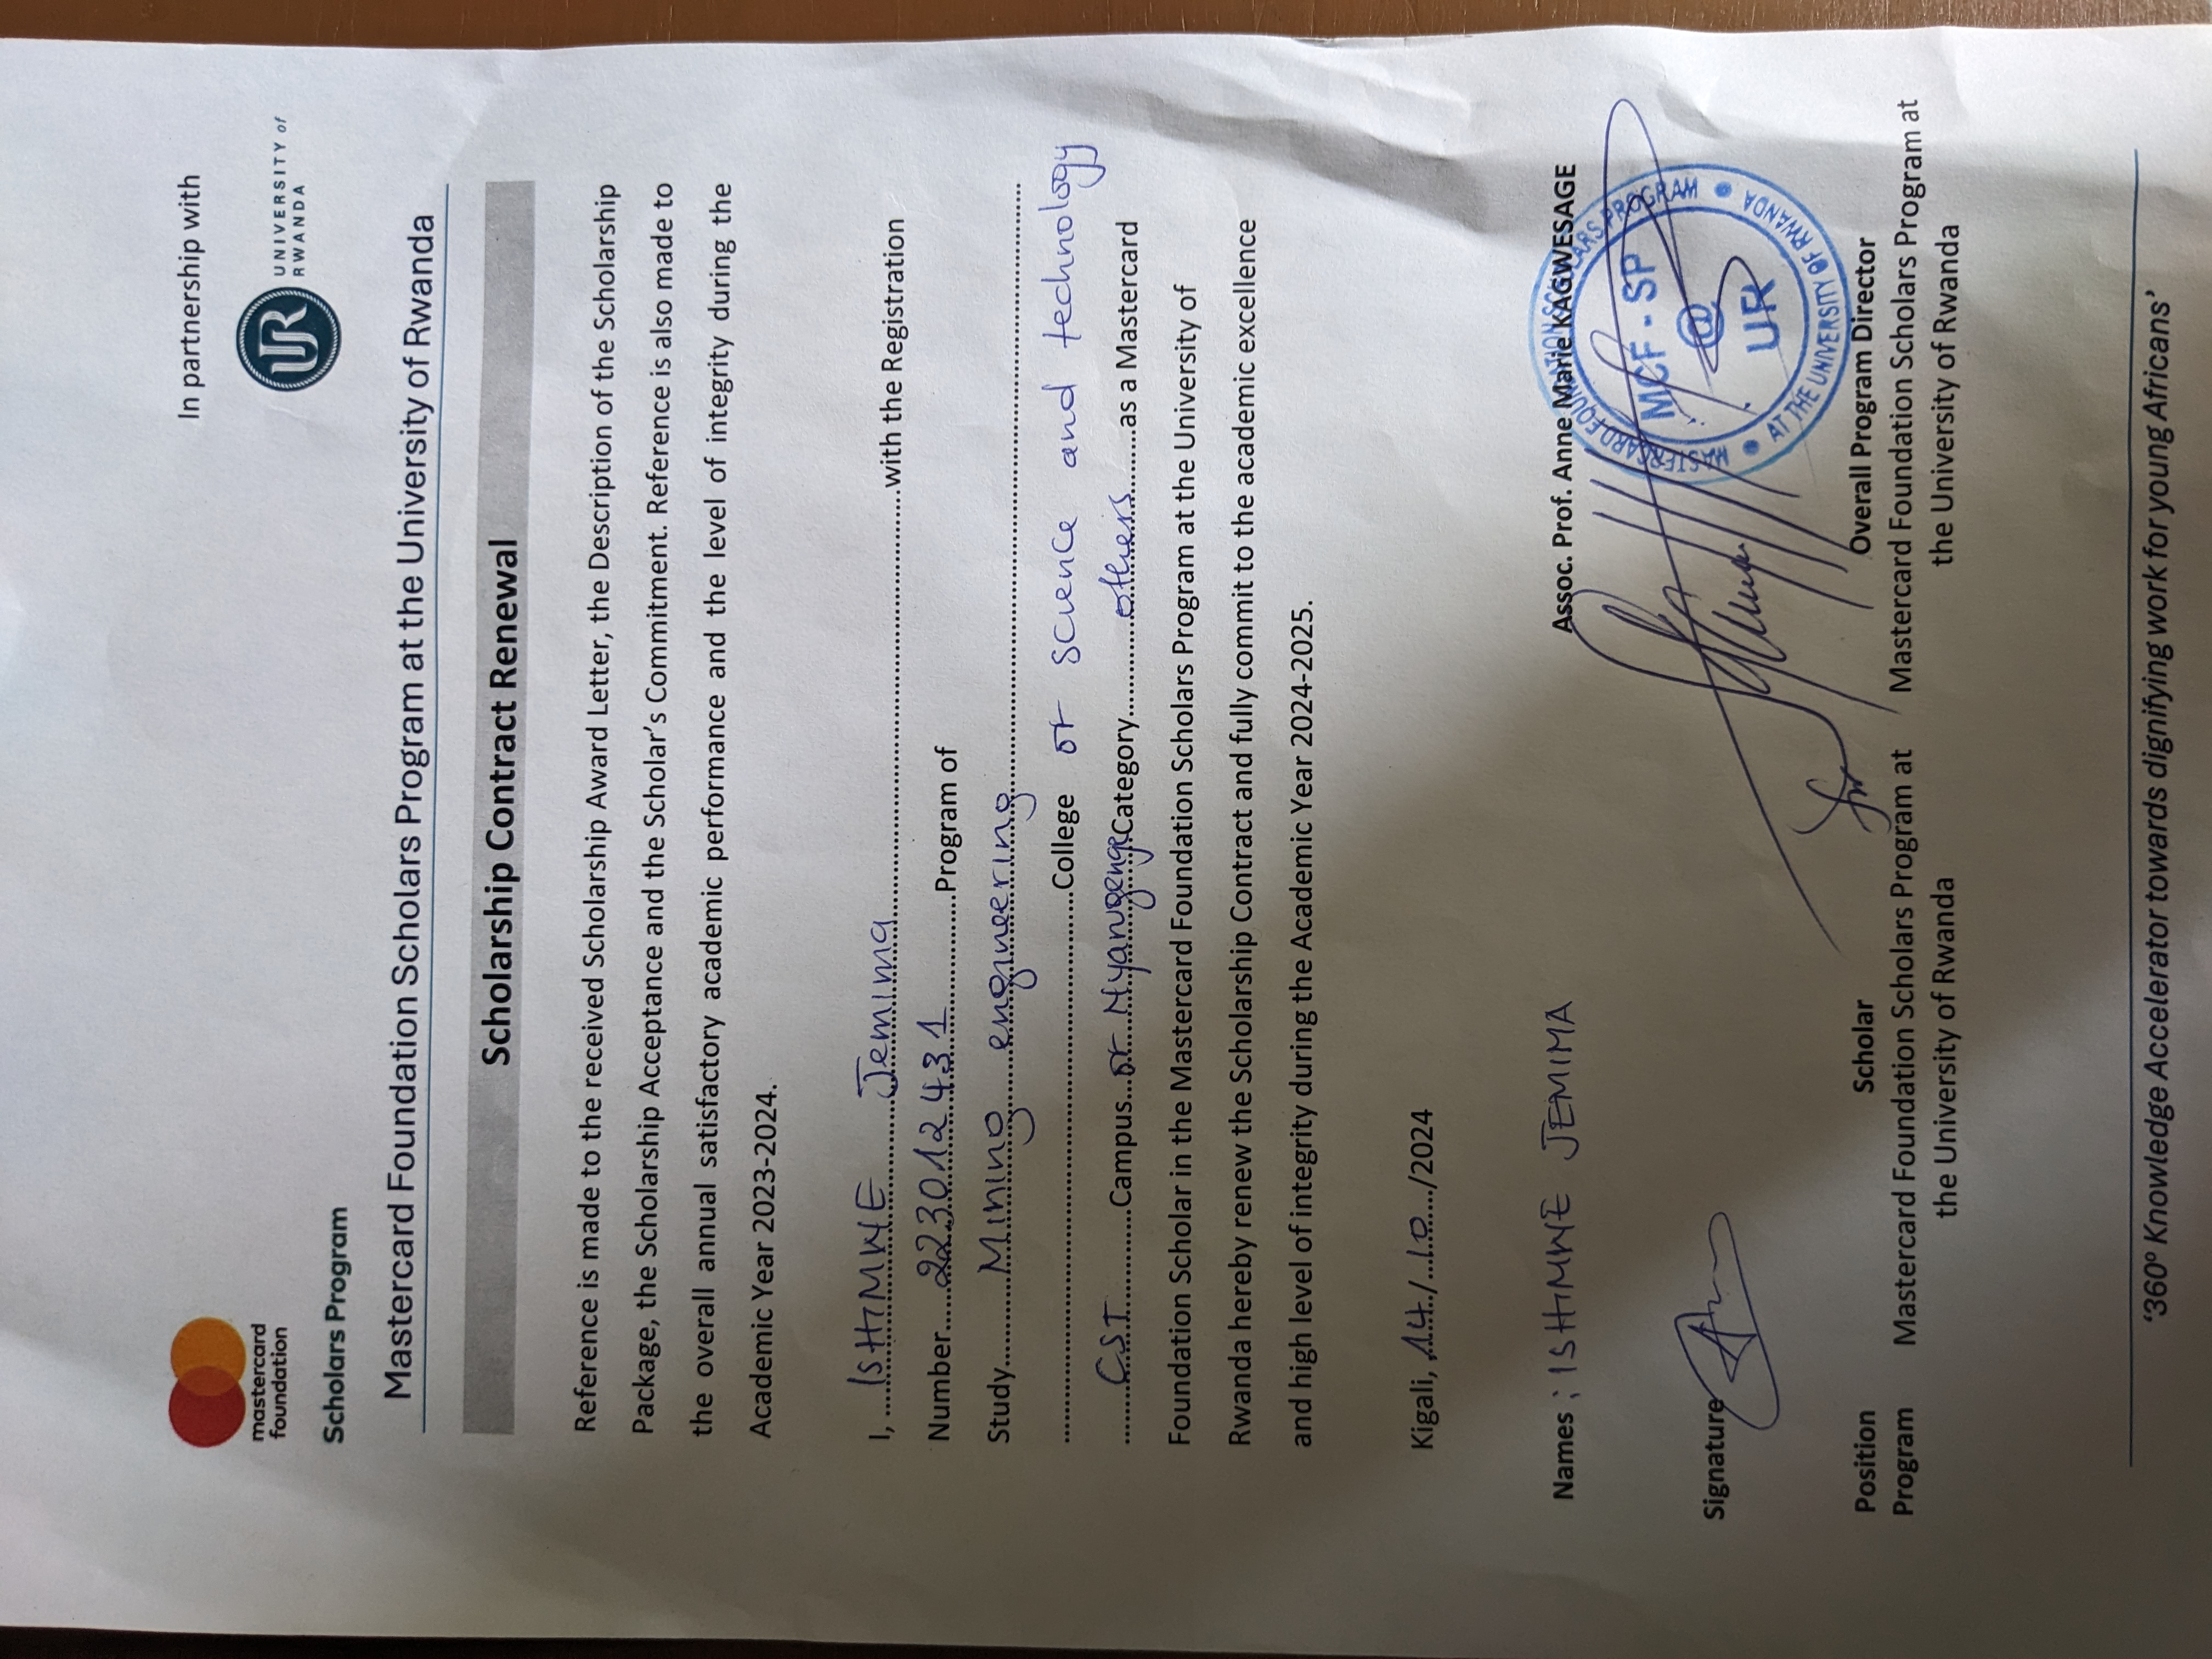 mastercard
foundation
Scholars Program
In partnership with
UR
UNIVERSITY of
RWANDA
Mastercard Foundation Scholars Program at the University of Rwanda
Scholarship Contract Renewal
Reference is made to the received Scholarship Award Letter, the Description of the Scholarship
Package, the Scholarship Acceptance and the Scholar's Commitment. Reference is also made to
the overall annual satisfactory academic performance and the level of integrity during the
Academic Year 2023-2024.
I, ISHIMWE Jemima with the Registration
Number 223012431 Program of
Study Mining engineering
College of science and technology
CST Campus of Nyarugenge Category others as a Mastercard
Foundation Scholar in the Mastercard Foundation Scholars Program at the University of
Rwanda hereby renew the Scholarship Contract and fully commit to the academic excellence
and high level of integrity during the Academic Year 2024-2025.
Kigali, 14/10/2024
Names : ISHIMWE JEMIMA Assoc. Prof. Anne Marie KAGWESAGE
Signature
MASTERCARD FOUNDATION SCHOLARS PROGRAM
MCF - SP
@
UR
AT THE UNIVERSITY OF RWANDA
Position Scholar Overall Program Director
Program Mastercard Foundation Scholars Program at Mastercard Foundation Scholars Program at
the University of Rwanda the University of Rwanda
'360° Knowledge Accelerator towards dignifying work for young Africans'